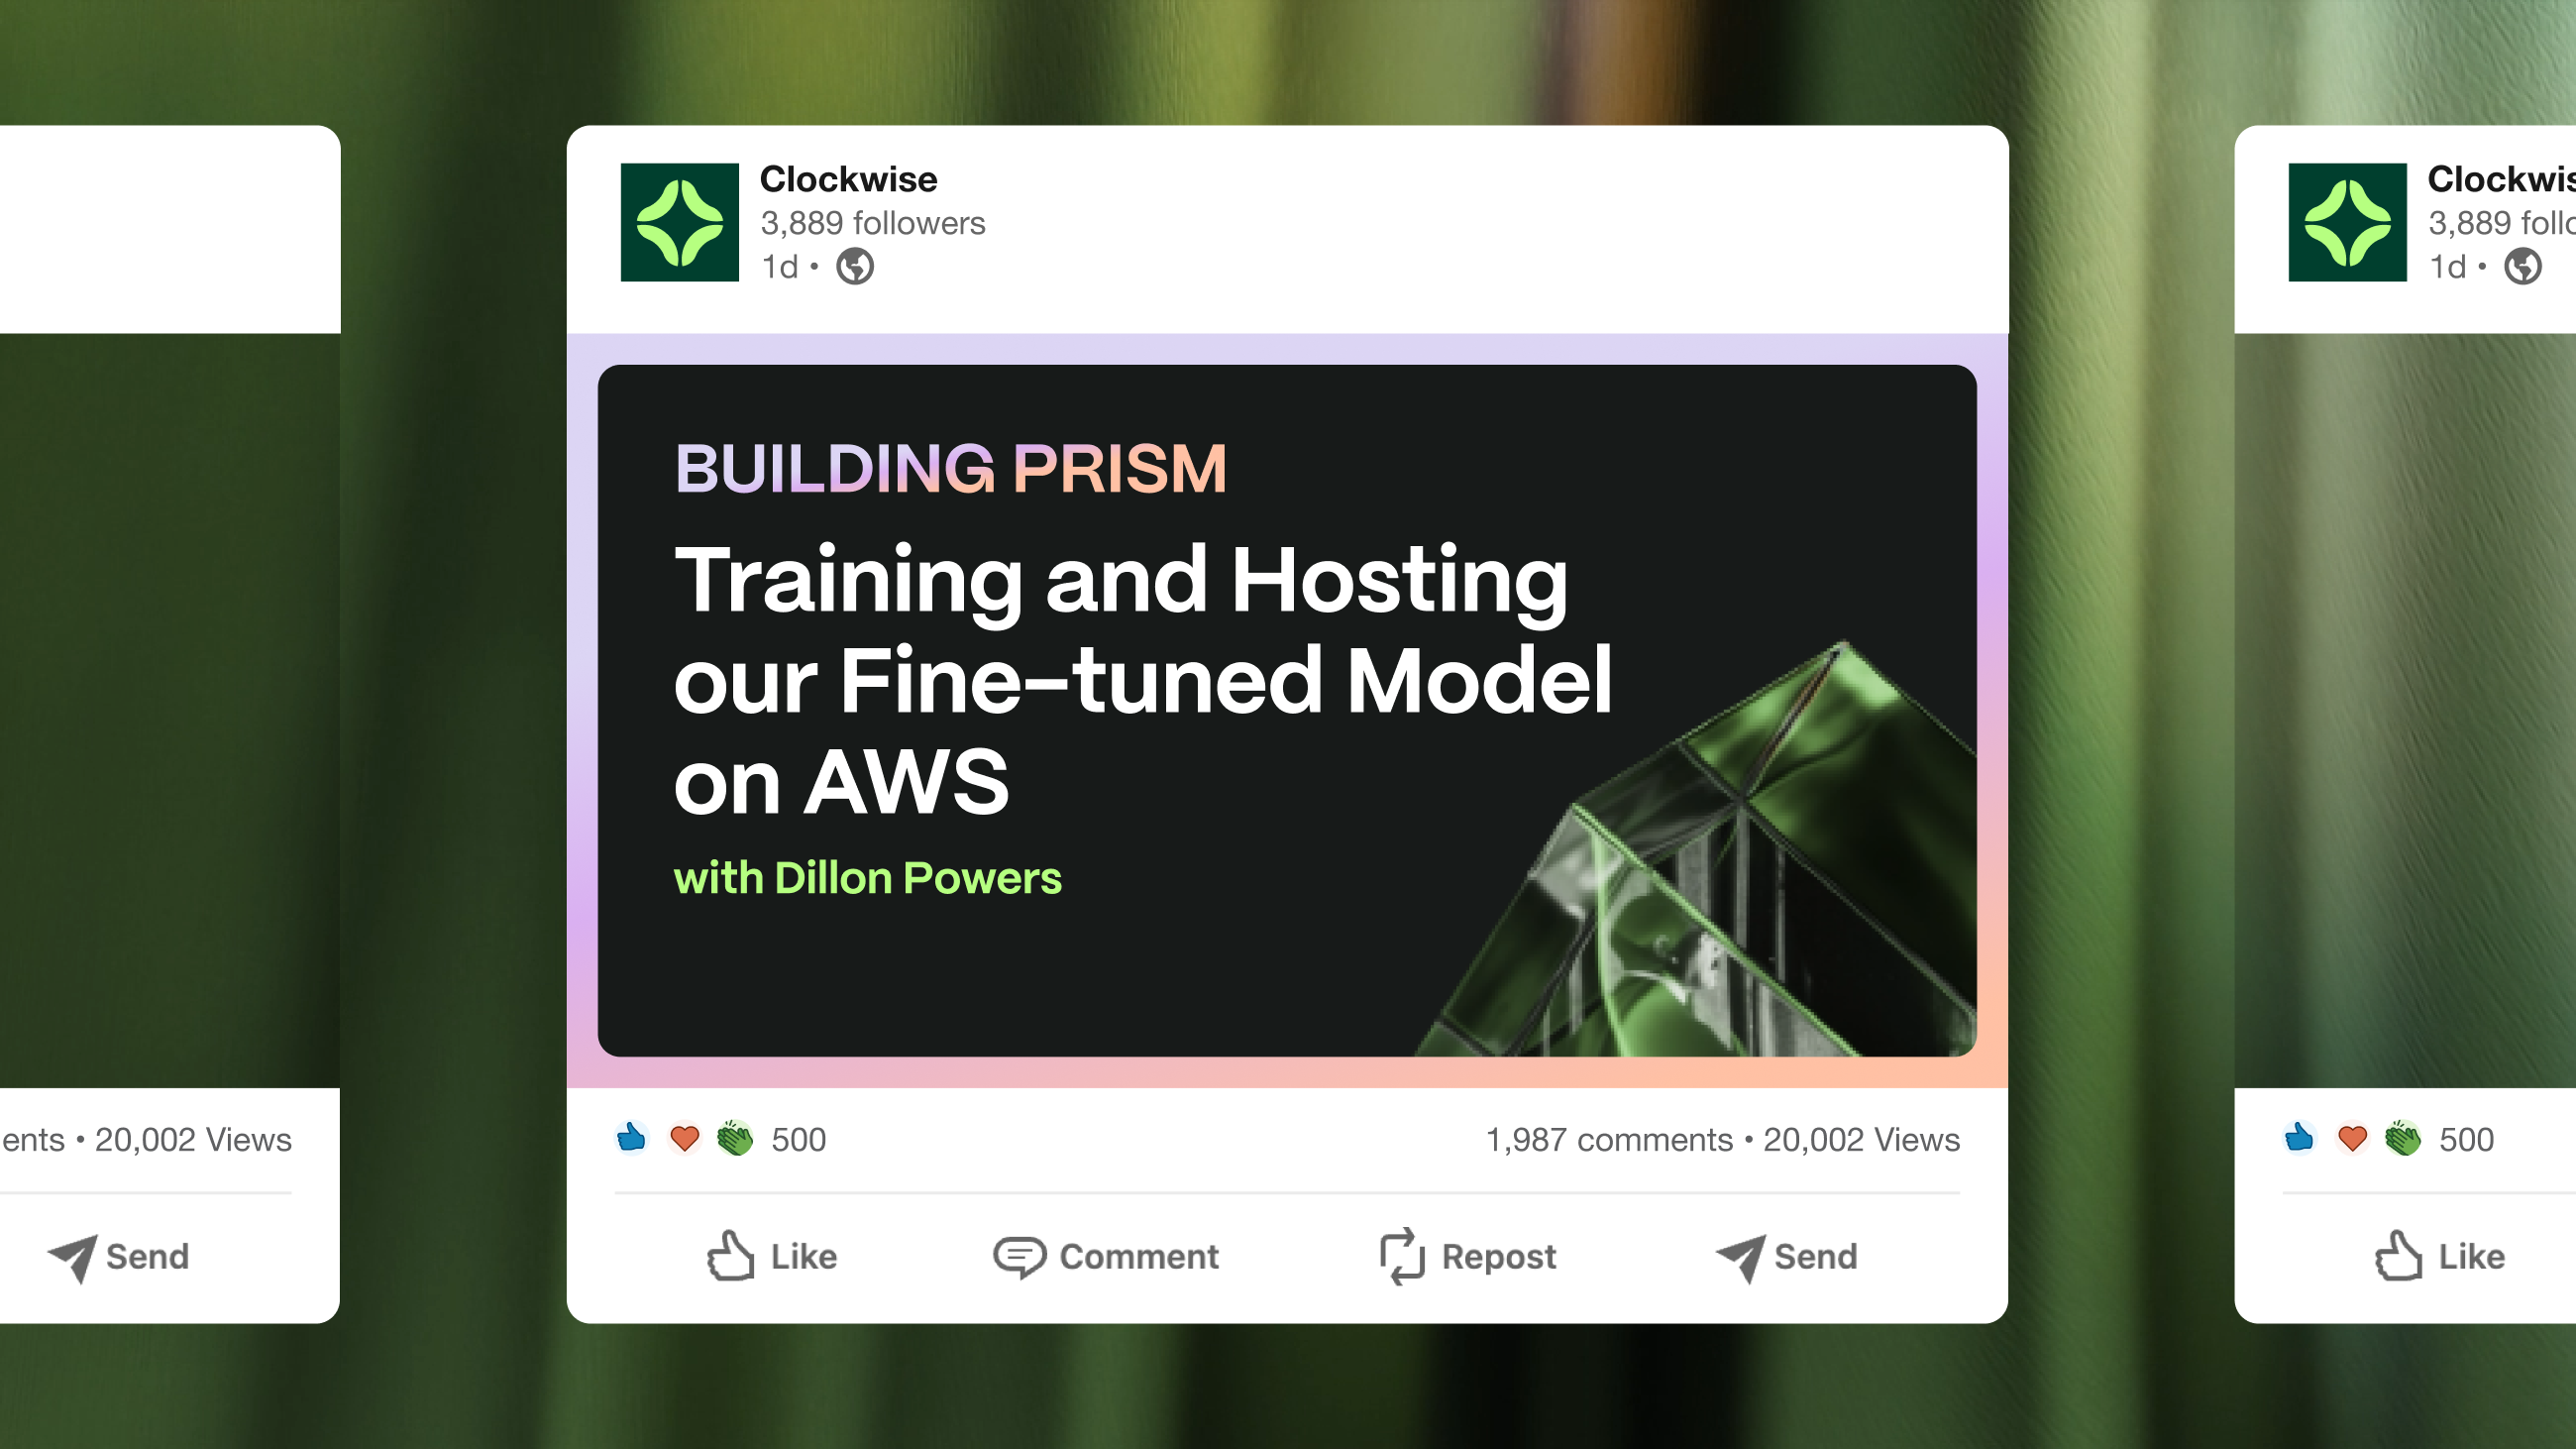 ents • 20,002 Views
Send
Clockwise
3,889 followers
1d •
BUILDING PRISM
Training and Hosting
our Fine-tuned Model
on AWS
with Dillon Powers
500
1,987 comments • 20,002 Views
Like
Comment
Repost
Send
Clockwis
3,889 follo
1d •
500
Like